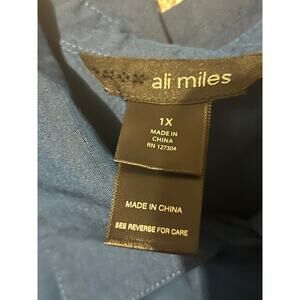 ali miles
1X
MADE IN
CHINA
RN 127304
MADE IN CHINA
SEE REVERSE FOR CARE